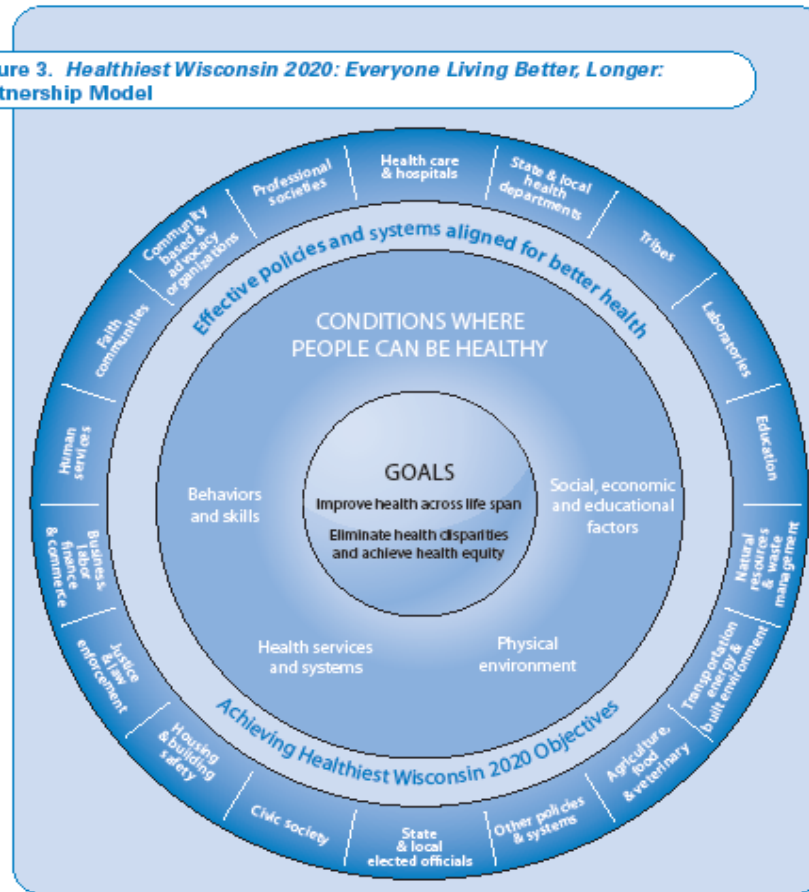 ure 3. Healthiest Wisconsin 2020: Everyone Living Better, Longer:
tnership Model
Health care
& hospitals
State & local
health
departments
Tribes
Laboratories
Education
Natural
resources
& waste
management
Transportation
energy &
built environment
Agriculture,
food
& veterinary
Other policies
& systems
State
& local
elected officials
Civic society
Housing
& building
safety
Justice
& law
enforcement
Business,
labor
finance
& commerce
Human
services
Faith
communities
Community
based &
advocacy
organizations
Professional
societies
Effective policies and systems aligned for better health
CONDITIONS WHERE
PEOPLE CAN BE HEALTHY
GOALS
Improve health across life span
Eliminate health disparities
and achieve health equity
Behaviors
and skills
Social, economic
and educational
factors
Health services
and systems
Physical
environment
Achieving Healthiest Wisconsin 2020 Objectives